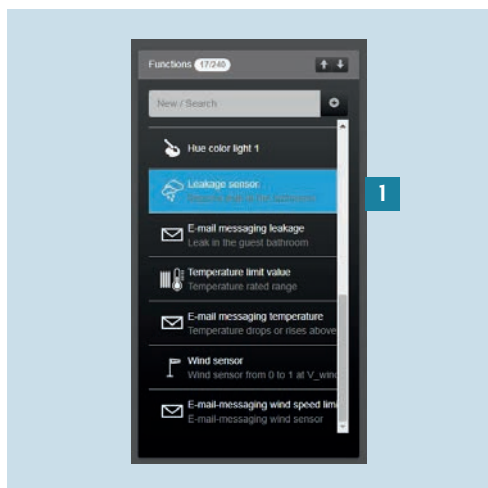 Functions 17/240
New / Search
Hue color light 1
Leakage sensor
1
E-mail messaging leakage
Leak in the guest bathroom
Temperature limit value
Temperature rated range
E-mail messaging temperature
Temperature drops or rises above
Wind sensor
Wind sensor from 0 to 1 at V_wind
E-mail-messaging wind speed limi
E-mail-messaging wind sensor